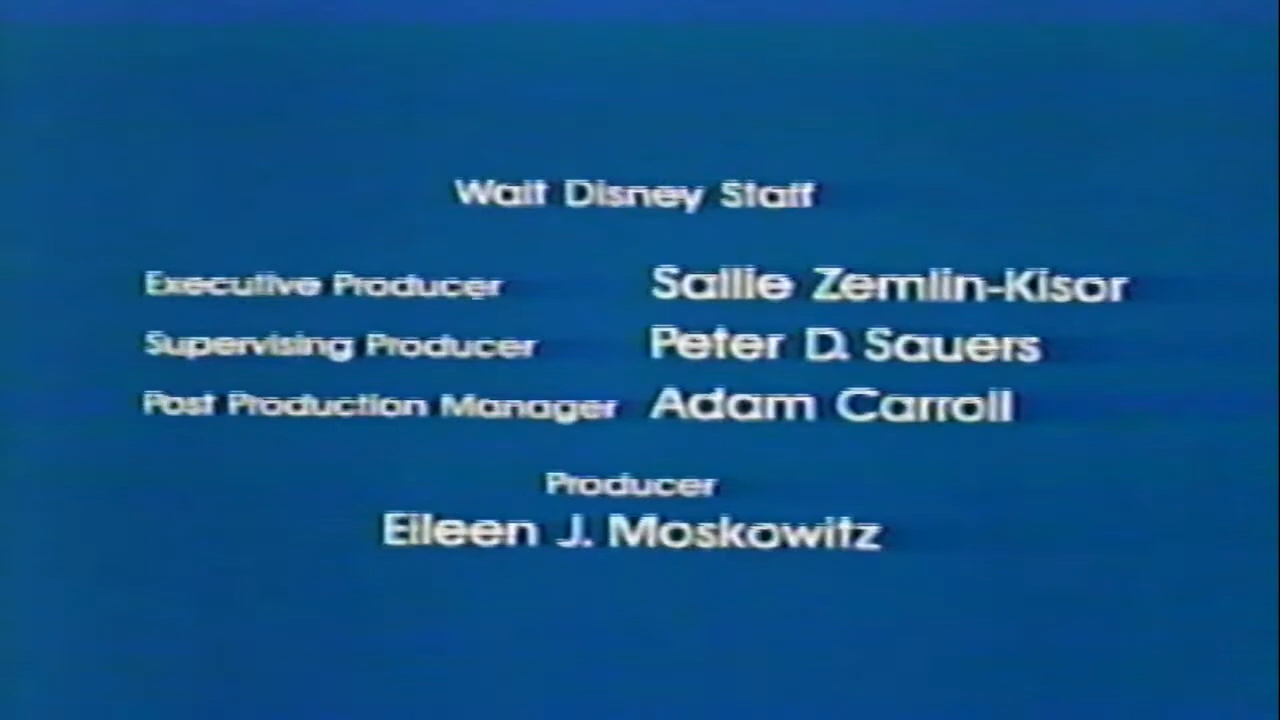 Walt Disney Staff
Executive Producer Sallie Zemlin-Kisor
Supervising Producer Peter D. Sauers
Post Production Manager Adam Carroll
Producer
Eileen J. Moskowitz